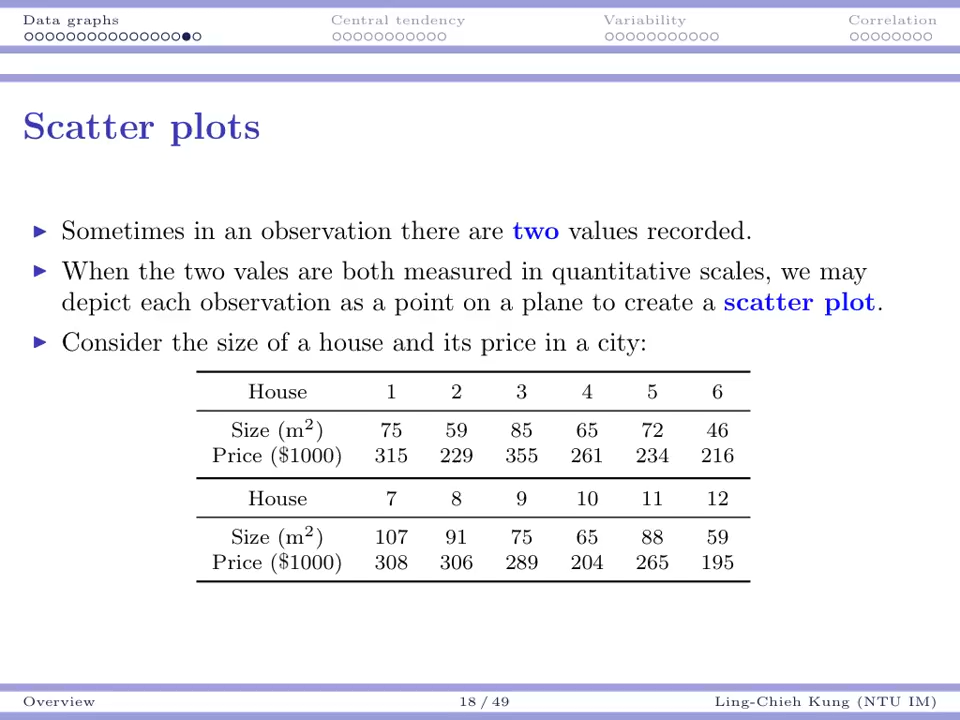 Data graphs Central tendency Variability Correlation
Scatter plots
Sometimes in an observation there are two values recorded.
When the two vales are both measured in quantitative scales, we may
depict each observation as a point on a plane to create a scatter plot.
Consider the size of a house and its price in a city:
House 1 2 3 4 5 6
Size (m²) 75 59 85 65 72 46
Price ($1000) 315 229 355 261 234 216
House 7 8 9 10 11 12
Size (m²) 107 91 75 65 88 59
Price ($1000) 308 306 289 204 265 195
Overview 18 / 49 Ling-Chieh Kung (NTU IM)